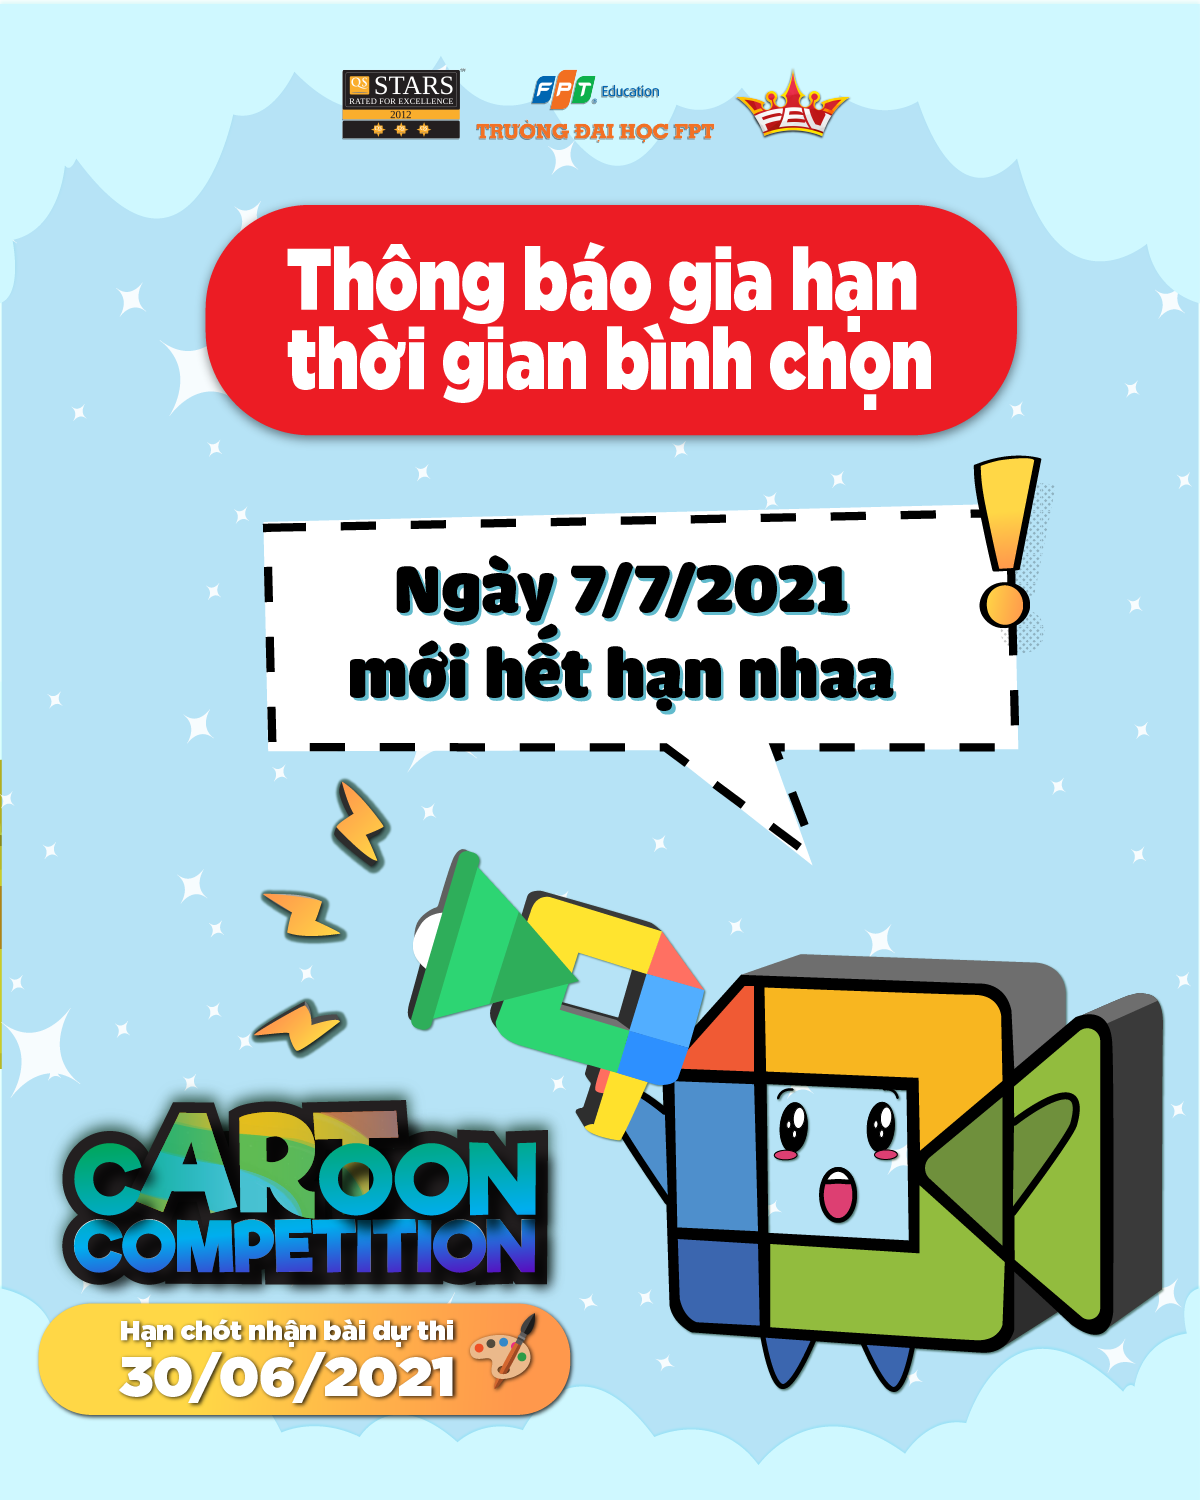 QS STARS
RATED FOR EXCELLENCE
2012
FPT Education
TRƯỜNG ĐẠI HỌC FPT
FEV
Thông báo gia hạn
thời gian bình chọn
Ngày 7/7/2021
mới hết hạn nhaa
CARTOON
COMPETITION
Hạn chót nhận bài dự thi
30/06/2021